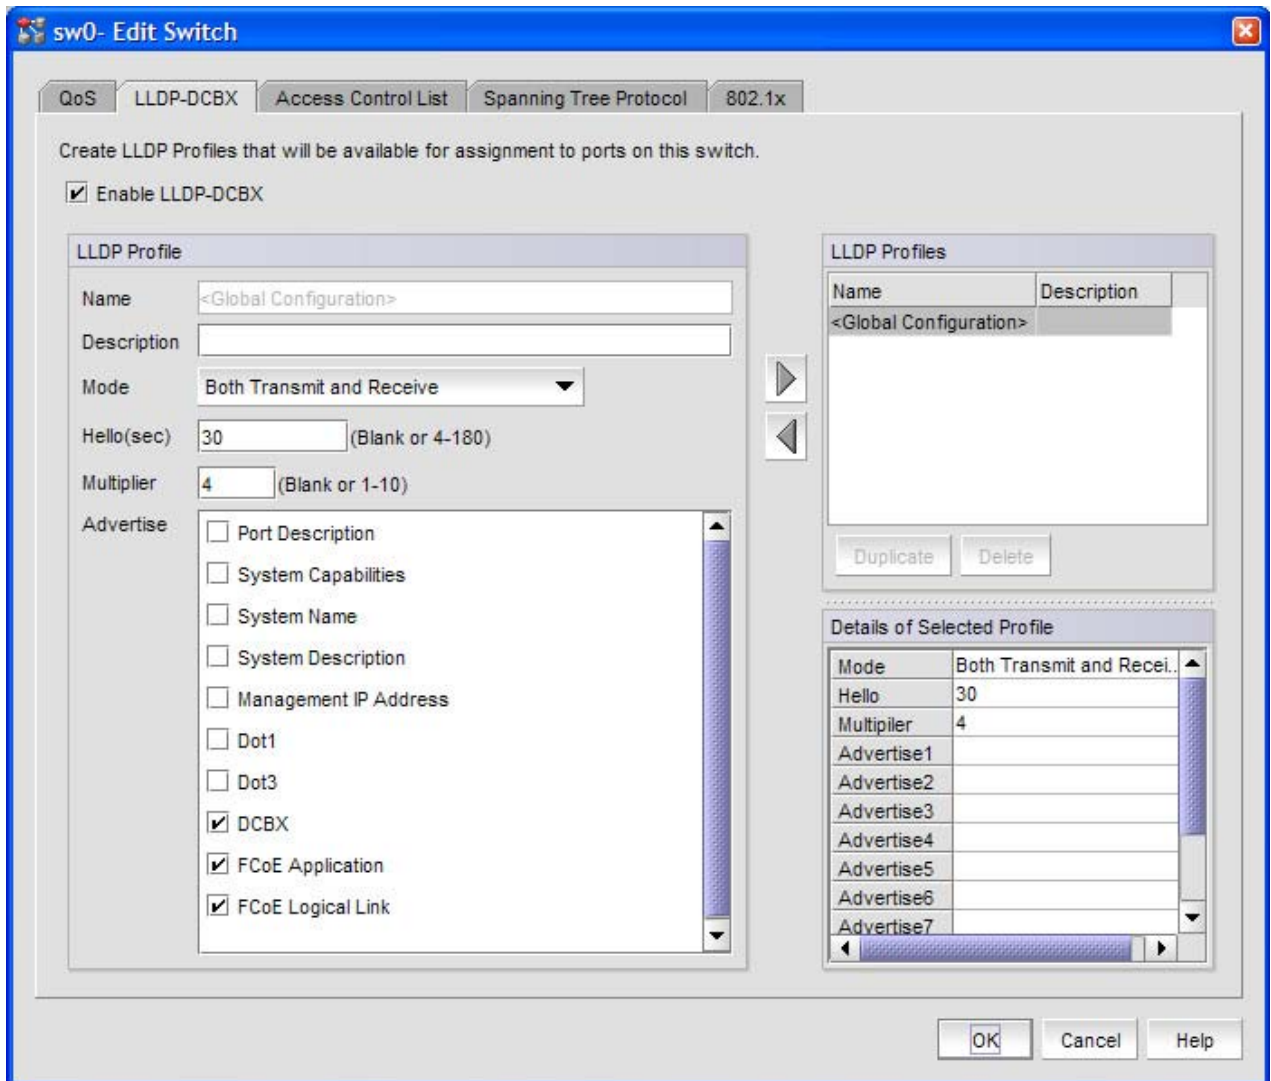 sw0- Edit Switch
QoS
LLDP-DCBX
Access Control List
Spanning Tree Protocol
802.1x
Create LLDP Profiles that will be available for assignment to ports on this switch.
Enable LLDP-DCBX
LLDP Profile
Name
<Global Configuration>
Description
Mode
Both Transmit and Receive
Hello(sec)
30
(Blank or 4-180)
Multiplier
4
(Blank or 1-10)
Advertise
Port Description
System Capabilities
System Name
System Description
Management IP Address
Dot1
Dot3
DCBX
FCoE Application
FCoE Logical Link
LLDP Profiles
Name
Description
<Global Configuration>
Duplicate
Delete
Details of Selected Profile
Mode
Both Transmit and Recei..
Hello
30
Multipiler
4
Advertise1
Advertise2
Advertise3
Advertise4
Advertise5
Advertise6
Advertise7
OK
Cancel
Help